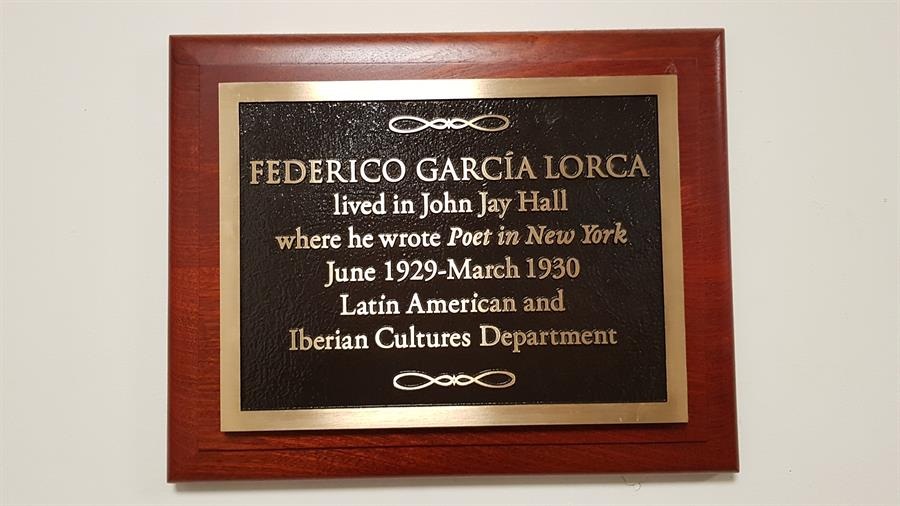 FEDERICO GARCÍA LORCA
lived in John Jay Hall
where he wrote Poet in New York
June 1929-March 1930
Latin American and
Iberian Cultures Department